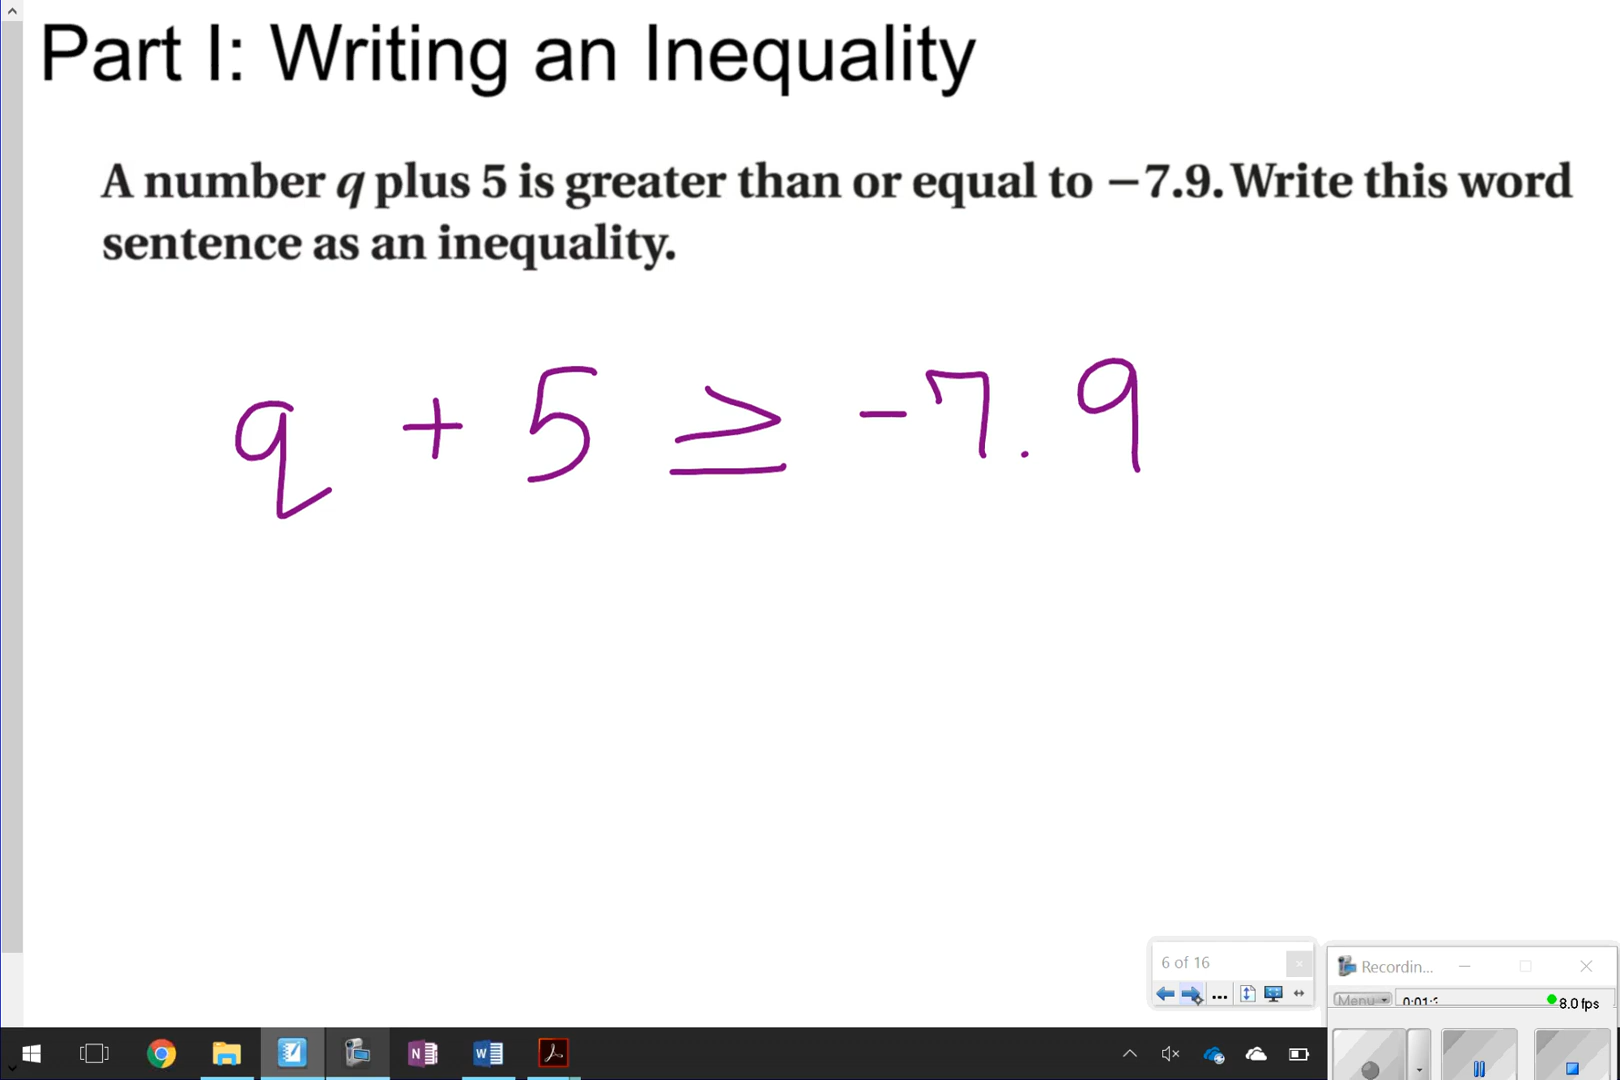 Part I: Writing an Inequality
A number q plus 5 is greater than or equal to −7.9. Write this word
sentence as an inequality.
q + 5 ≥ -7.9
6 of 16
Recordin...
Menu
8.0 fps